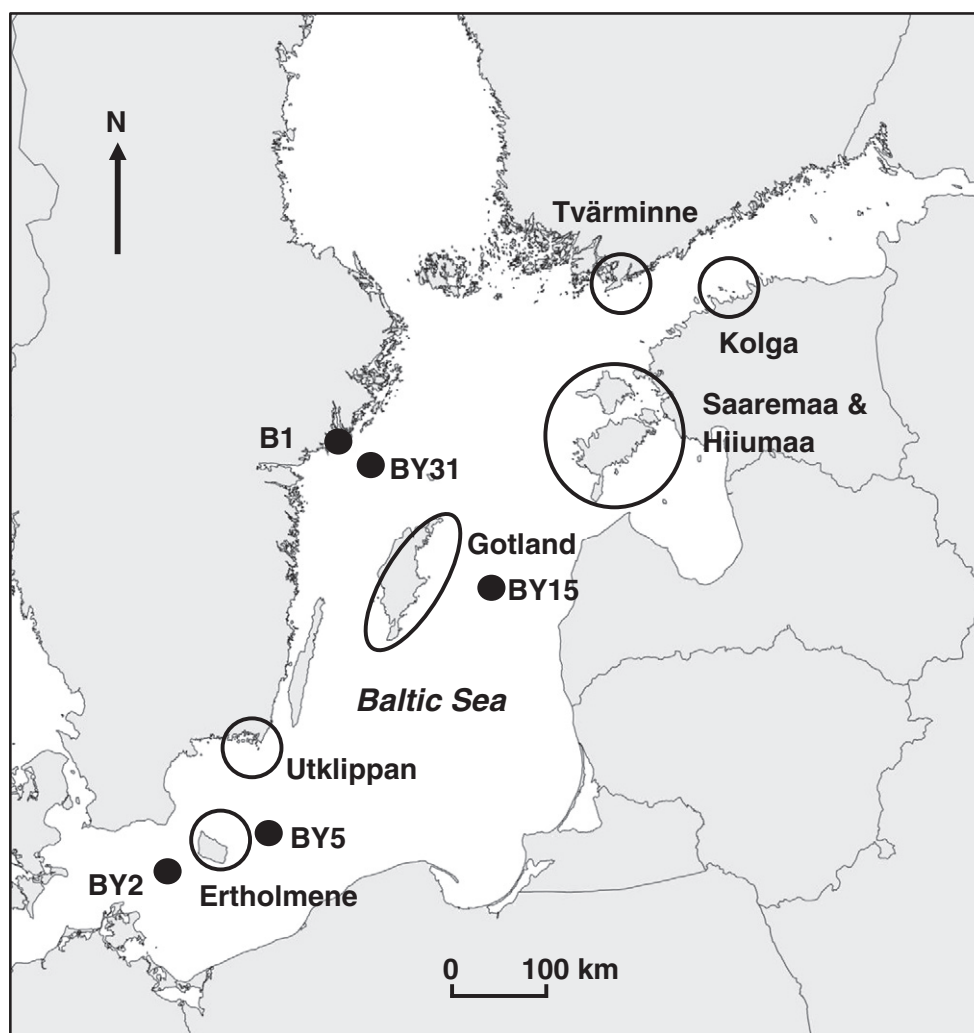 N
Tvärminne
Kolga
Saaremaa &
Hiiumaa
B1
BY31
Gotland
BY15
Baltic Sea
Utklippan
BY5
BY2
Ertholmene
0 100 km